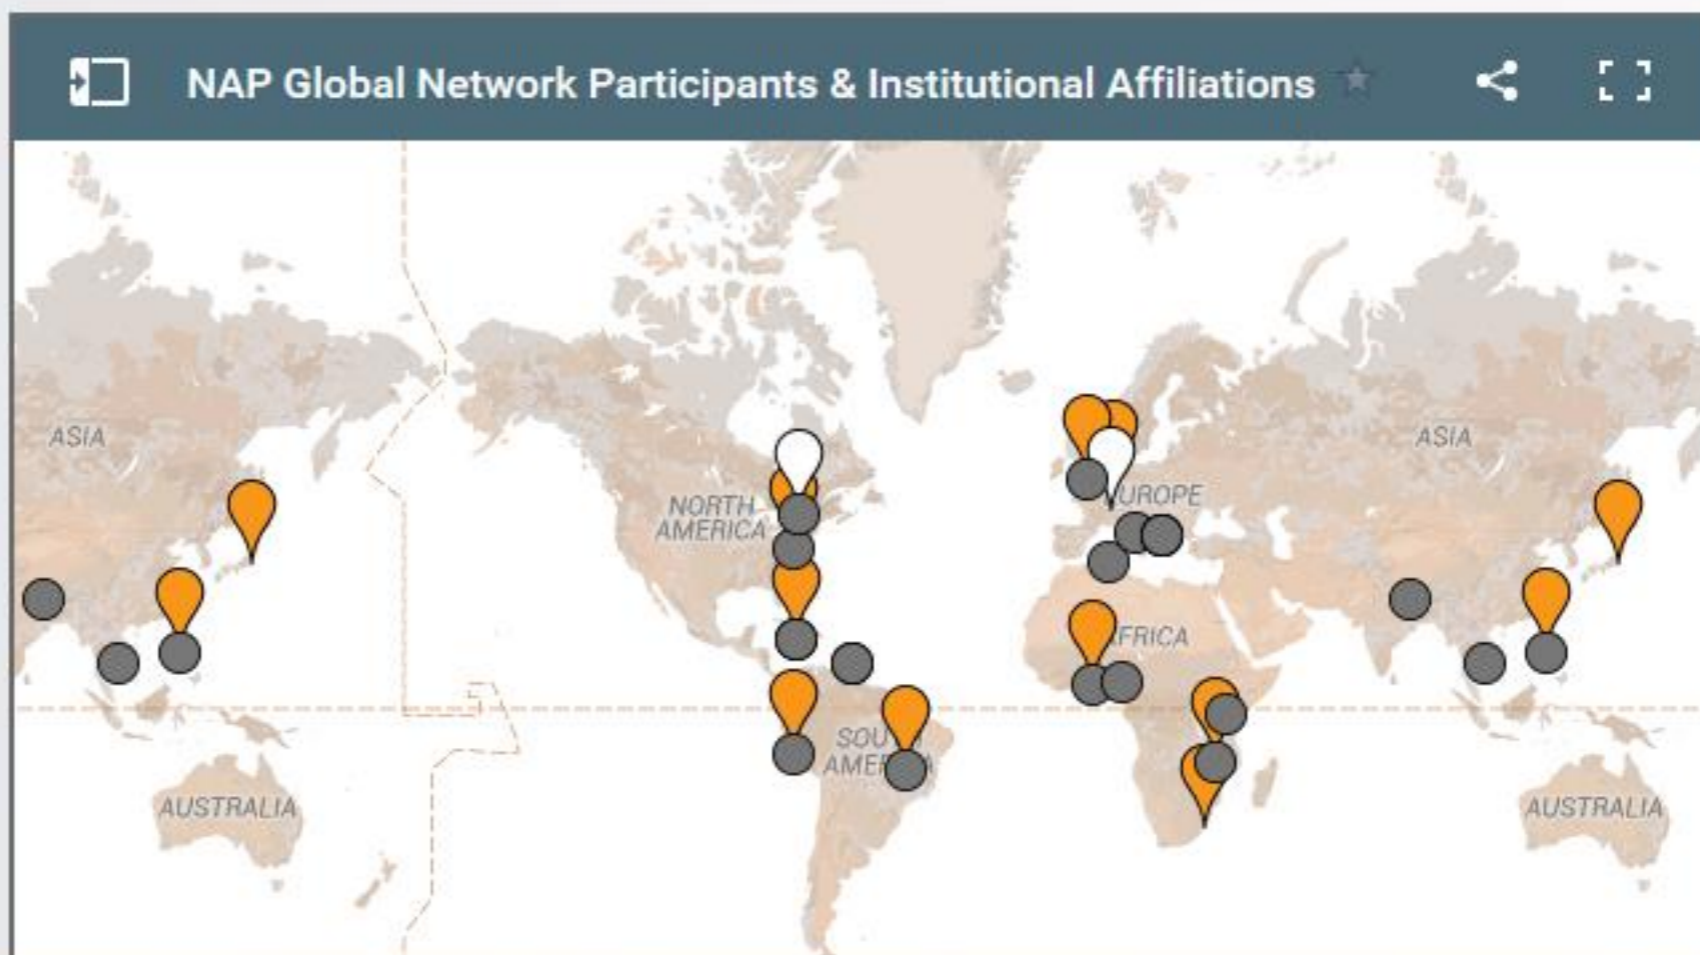 NAP Global Network Participants & Institutional Affiliations
ASIA
ASIA
NORTH
AMERICA
UROPE
FRICA
SOU
AME A
AUSTRALIA
AUSTRALIA